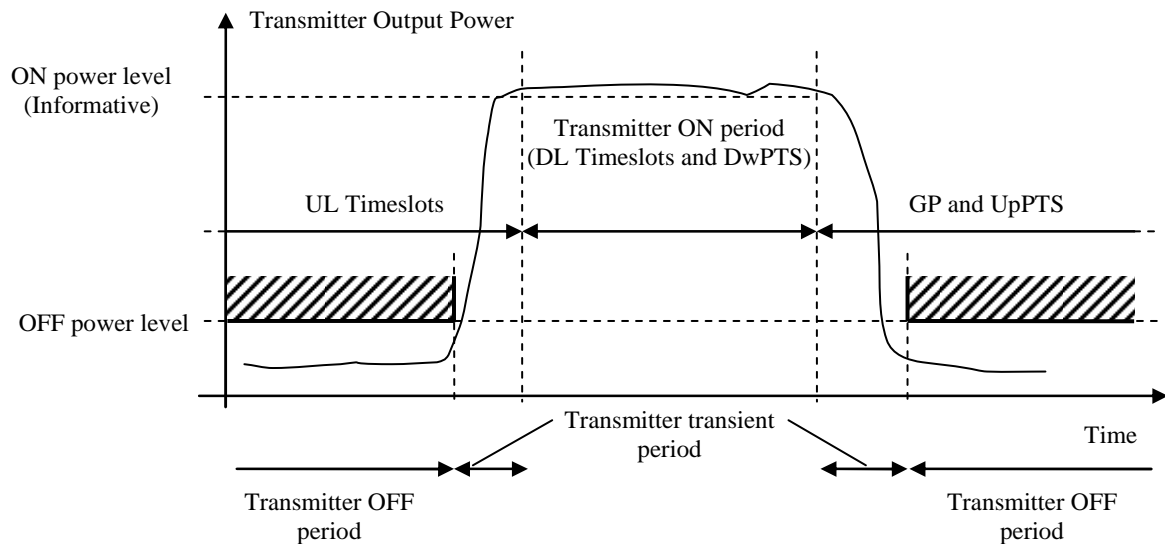 Transmitter Output Power
ON power level
(Informative)
Transmitter ON period
(DL Timeslots and DwPTS)
UL Timeslots
GP and UpPTS
OFF power level
Transmitter transient
period
Time
Transmitter OFF
period
Transmitter OFF
period